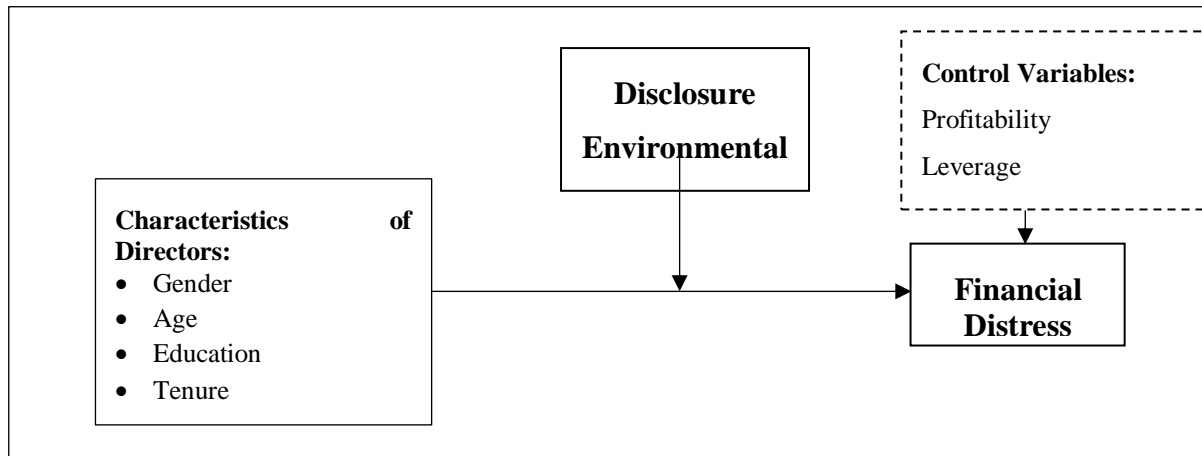 Disclosure
Environmental
Control Variables:
Profitability
Leverage
Characteristics of
Directors:
• Gender
• Age
• Education
• Tenure
Financial
Distress